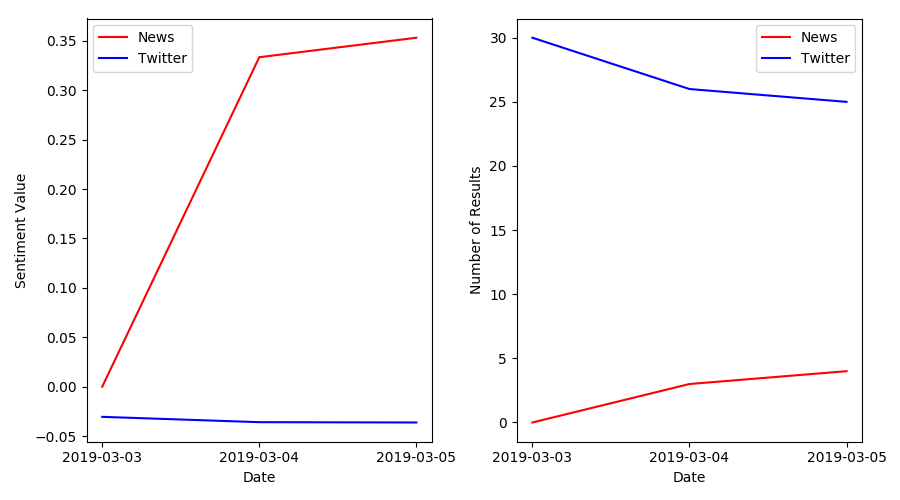 News
Twitter
0.35
0.30
0.25
0.20
0.15
0.10
0.05
0.00
−0.05
Sentiment Value
2019-03-03 2019-03-04 2019-03-05
Date
News
Twitter
30
25
20
15
10
5
0
Number of Results
2019-03-03 2019-03-04 2019-03-05
Date